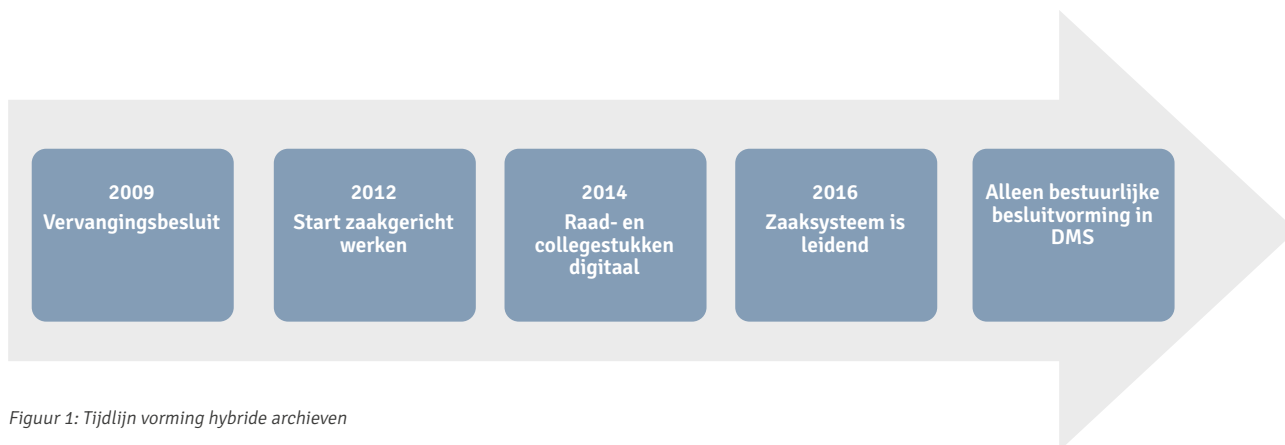 2009
Vervangingsbesluit
2012
Start zaakgericht
werken
2014
Raad- en
collegestukken
digitaal
2016
Zaaksysteem is
leidend
Alleen bestuurlijke
besluitvorming in
DMS
Figuur 1: Tijdlijn vorming hybride archieven